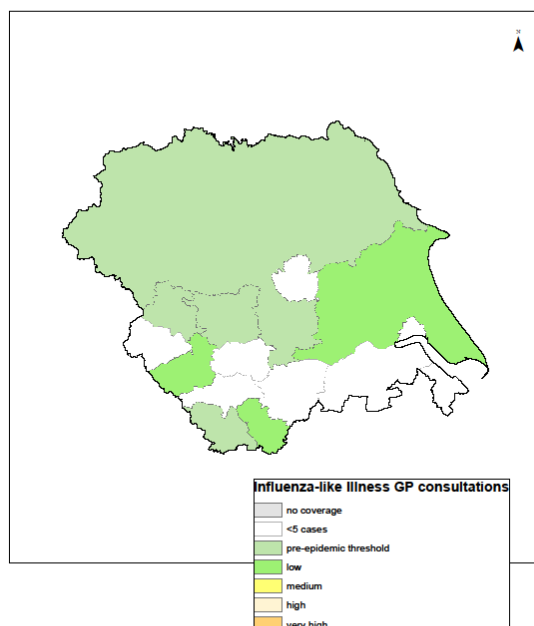 N
Influenza-like Illness GP consultations
no coverage
<5 cases
pre-epidemic threshold
low
medium
high
very high